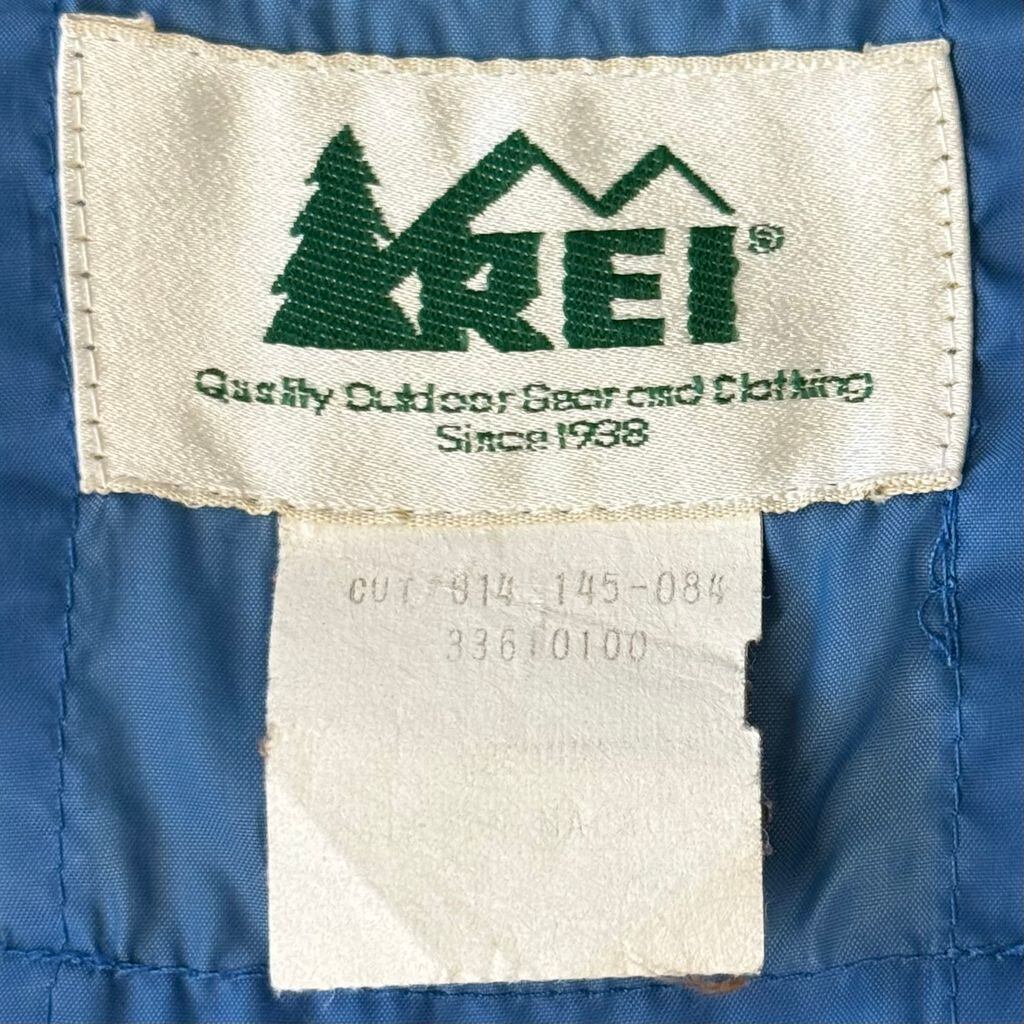 REI®
Quality Outdoor Gear and Clothing
Since 1938
CUT 814 145-084
33610100